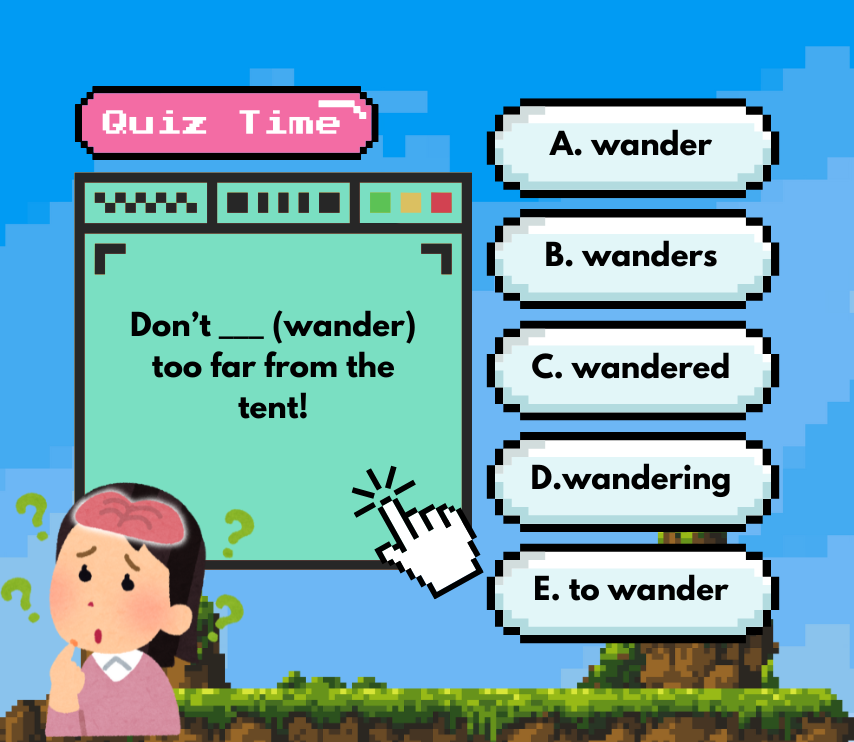 Quiz Time
Don’t ___ (wander)
too far from the
tent!
A. wander
B. wanders
C. wandered
D.wandering
E. to wander